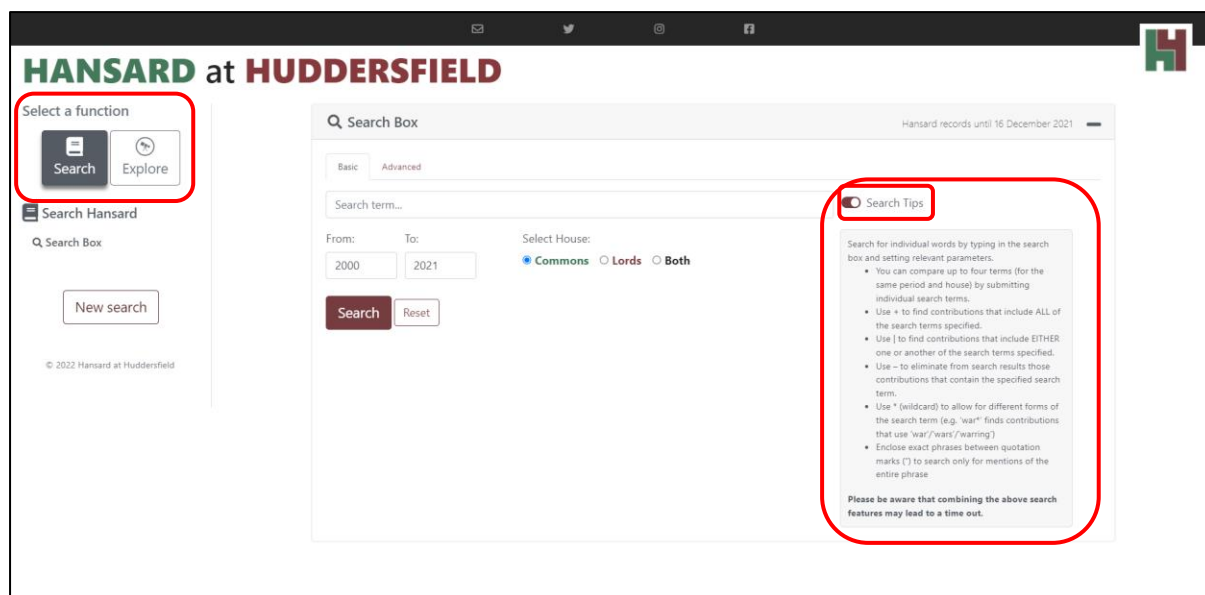 HANSARD at HUDDERSFIELD
Select a function
Search Explore
Search Hansard
Search Box
New search
© 2022 Hansard at Huddersfield
Search Box
Hansard records until 16 December 2021
Basic Advanced
Search term...
From: To:
2000 2021
Select House:
Commons Lords Both
Search Reset
Search Tips
Search for individual words by typing in the search
box and setting relevant parameters.
• You can compare up to four terms (for the
same period and house) by submitting
individual search terms.
• Use + to find contributions that include ALL of
the search terms specified.
• Use | to find contributions that include EITHER
one or another of the search terms specified.
• Use – to eliminate from search results those
contributions that contain the specified search
term.
• Use * (wildcard) to allow for different forms of
the search term (e.g. 'war*' finds contributions
that use 'war'/'wars'/'warring')
• Enclose exact phrases between quotation
marks (") to search only for mentions of the
entire phrase
Please be aware that combining the above search
features may lead to a time out.